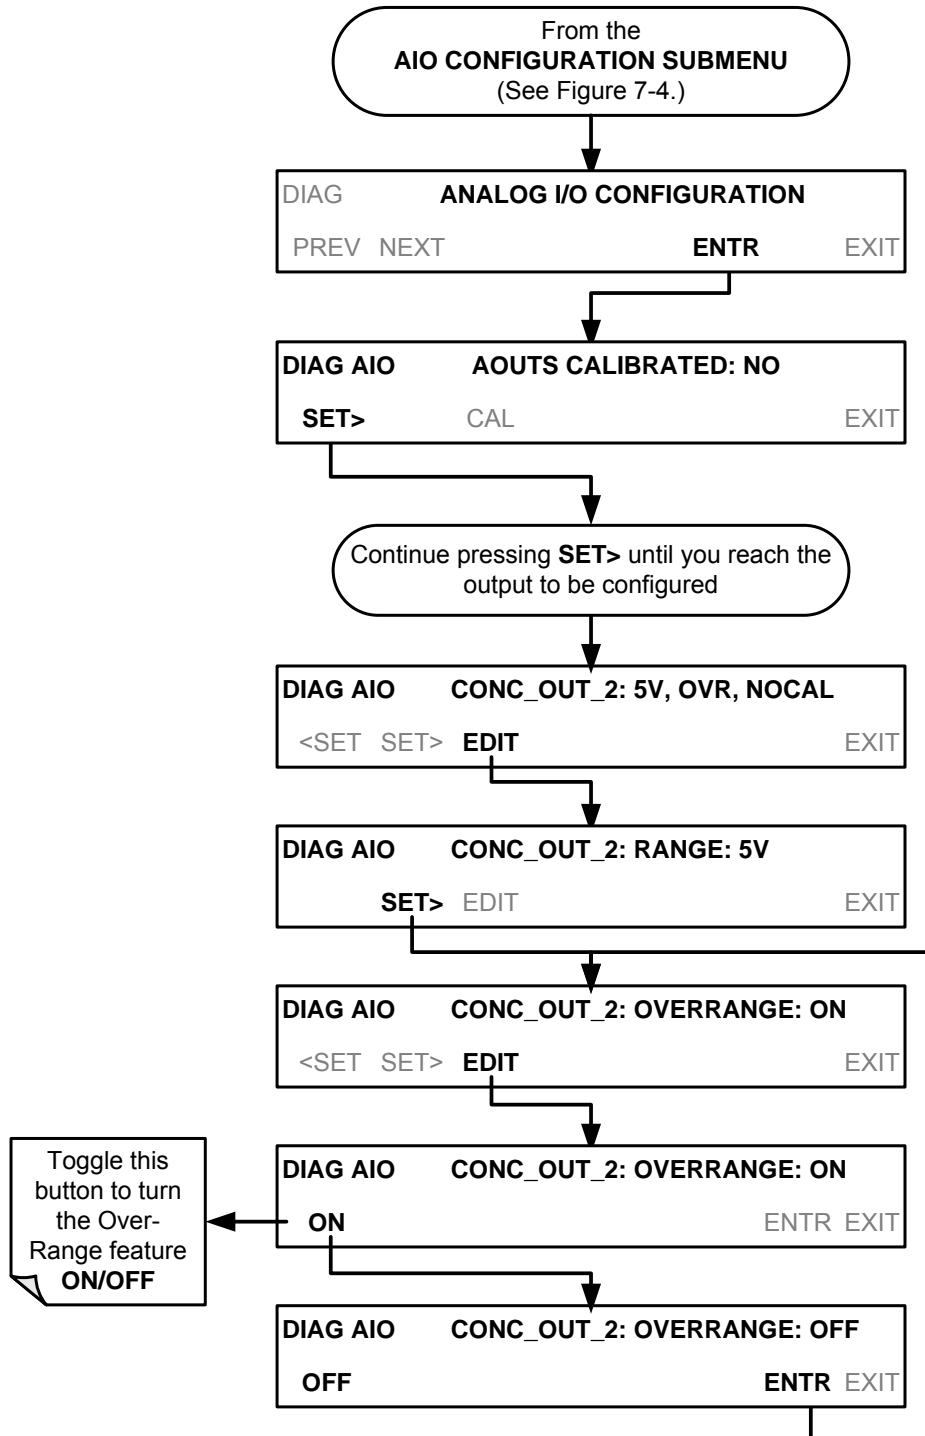 From the
AIO CONFIGURATION SUBMENU
(See Figure 7-4.)
DIAG ANALOG I/O CONFIGURATION
PREV NEXT ENTR EXIT
DIAG AIO AOUTS CALIBRATED: NO
SET> CAL EXIT
Continue pressing SET> until you reach the
output to be configured
DIAG AIO CONC_OUT_2: 5V, OVR, NOCAL
<SET SET> EDIT EXIT
DIAG AIO CONC_OUT_2: RANGE: 5V
SET> EDIT EXIT
DIAG AIO CONC_OUT_2: OVERRANGE: ON
<SET SET> EDIT EXIT
Toggle this
button to turn
the Over-
Range feature
ON/OFF
DIAG AIO CONC_OUT_2: OVERRANGE: ON
ON ENTR EXIT
DIAG AIO CONC_OUT_2: OVERRANGE: OFF
OFF ENTR EXIT